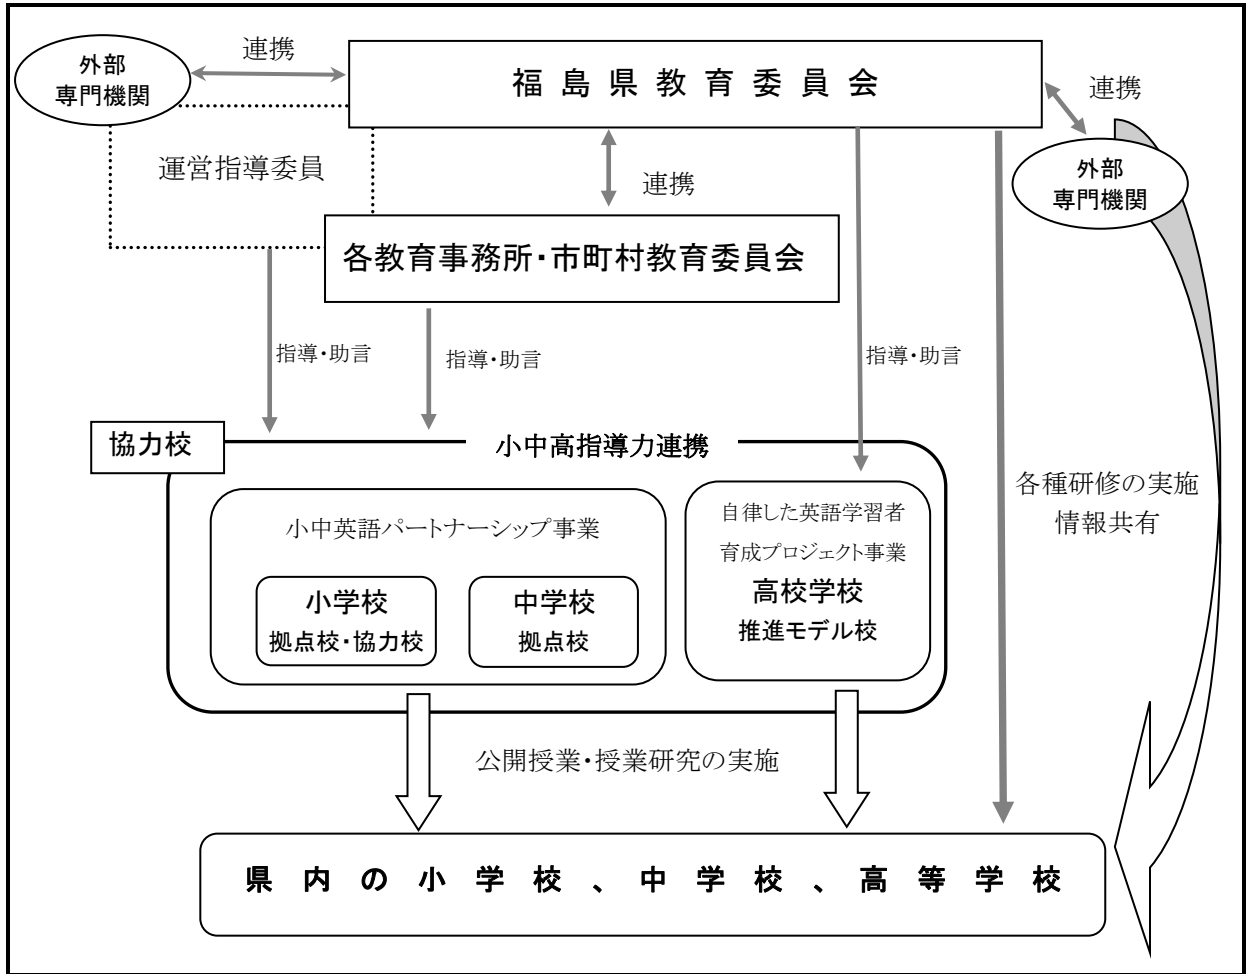 連携
外部
専門機関
福島県教育委員会
連携
外部
専門機関
運営指導委員
連携
各教育事務所・市町村教育委員会
指導・助言
指導・助言
指導・助言
協力校
小中高指導力連携
小中英語パートナーシップ事業
小学校
拠点校・協力校
中学校
拠点校
自律した英語学習者
育成プロジェクト事業
高校学校
推進モデル校
各種研修の実施
情報共有
公開授業・授業研究の実施
県内の小学校、中学校、高等学校